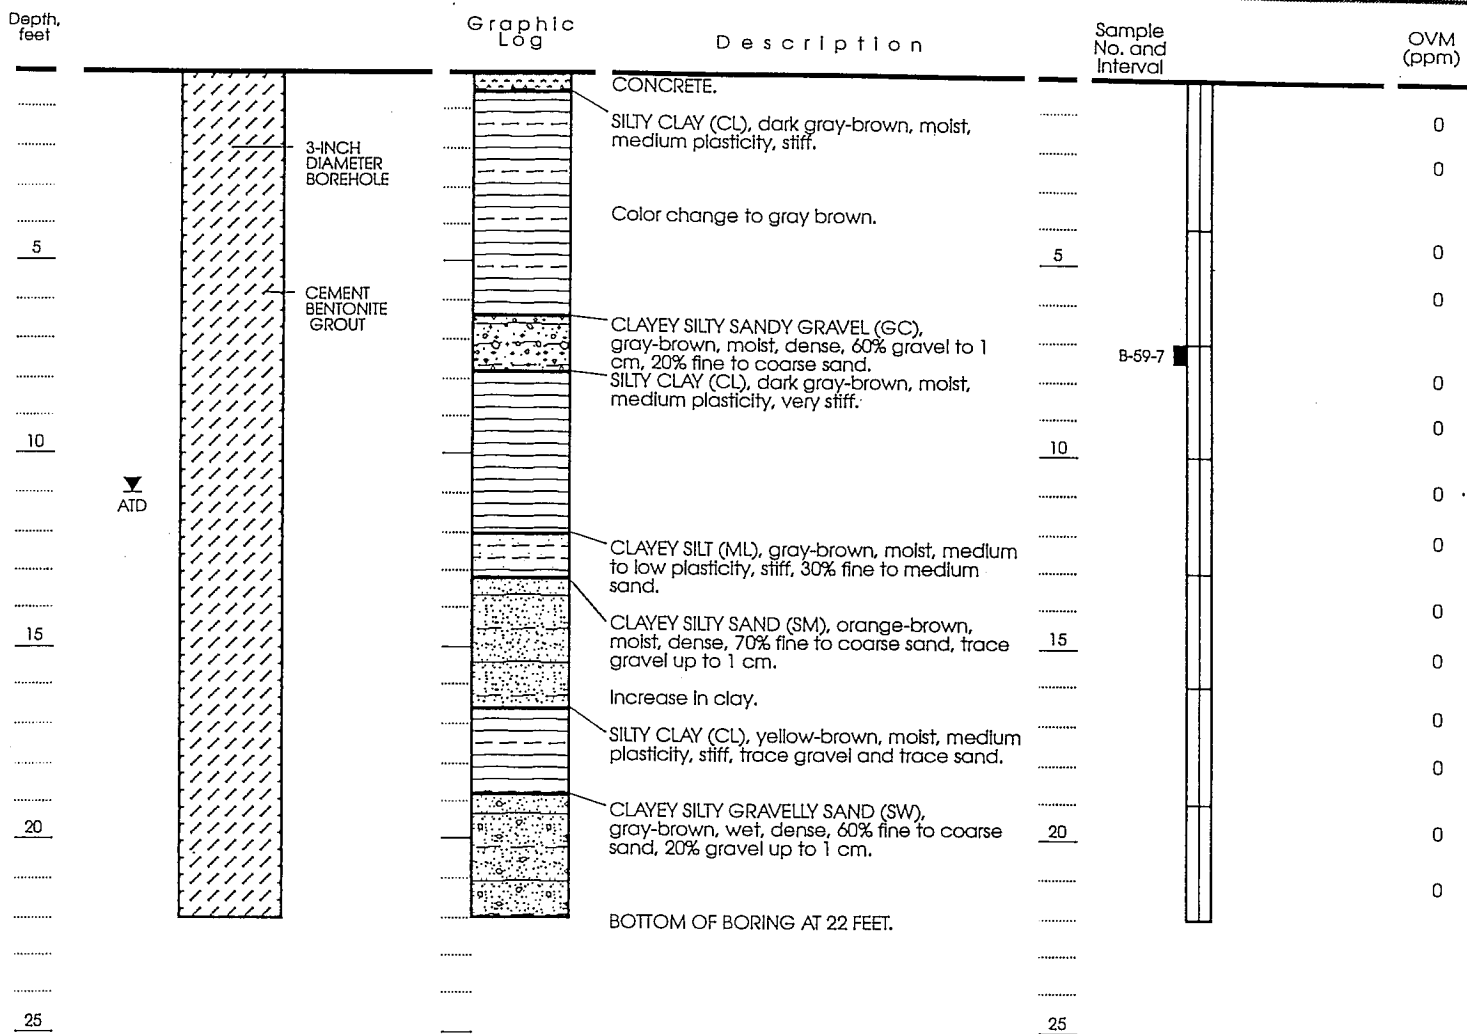 Depth,
feet
Graphic
Log
Description
Sample
No. and
Interval
OVM
(ppm)
CONCRETE.
SILTY CLAY (CL), dark gray-brown, moist,
medium plasticity, stiff.
0
3-INCH
DIAMETER
BOREHOLE
0
Color change to gray brown.
5
5
0
CEMENT
BENTONITE
GROUT
0
CLAYEY SILTY SANDY GRAVEL (GC),
gray-brown, moist, dense, 60% gravel to 1
cm, 20% fine to coarse sand.
B-59-7
SILTY CLAY (CL), dark gray-brown, moist,
medium plasticity, very stiff.
0
10
10
0
ATD
0
CLAYEY SILT (ML), gray-brown, moist, medium
to low plasticity, stiff, 30% fine to medium
sand.
0
CLAYEY SILTY SAND (SM), orange-brown,
moist, dense, 70% fine to coarse sand, trace
gravel up to 1 cm.
0
15
15
0
Increase in clay.
SILTY CLAY (CL), yellow-brown, moist, medium
plasticity, stiff, trace gravel and trace sand.
0
0
CLAYEY SILTY GRAVELLY SAND (SW),
gray-brown, wet, dense, 60% fine to coarse
sand, 20% gravel up to 1 cm.
20
20
0
0
BOTTOM OF BORING AT 22 FEET.
25
25